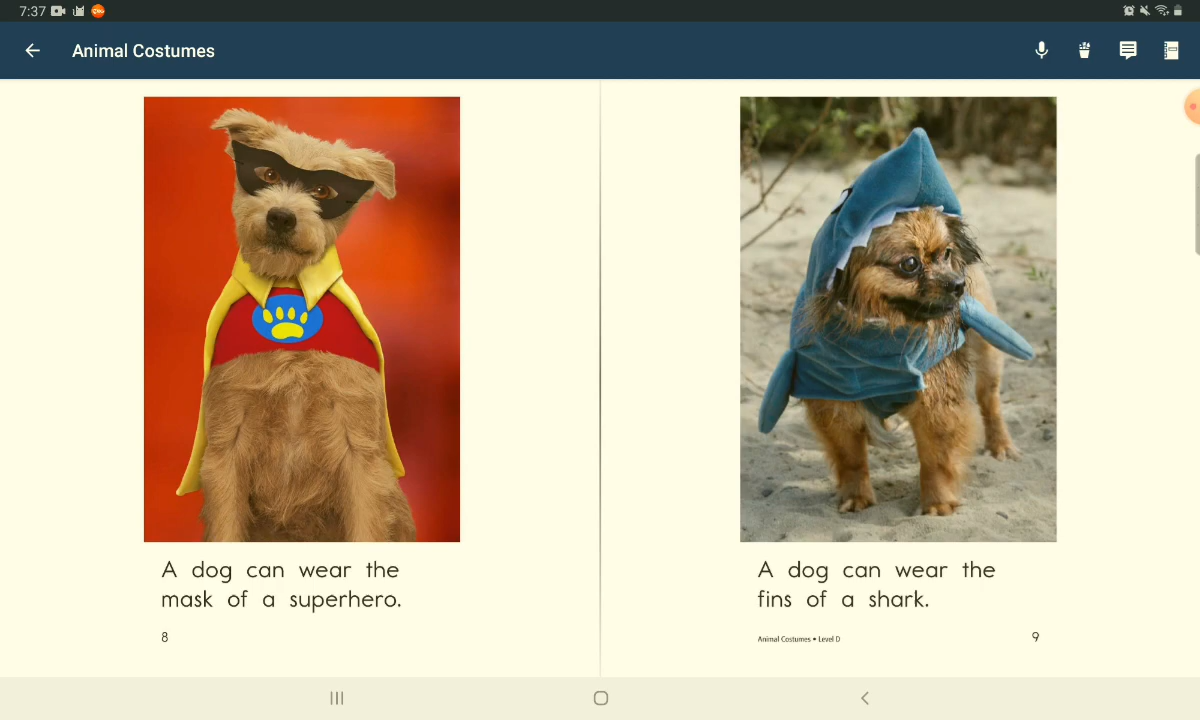 7:37
Animal Costumes
A dog can wear the
mask of a superhero.
8
A dog can wear the
fins of a shark.
Animal Costumes • Level D
9